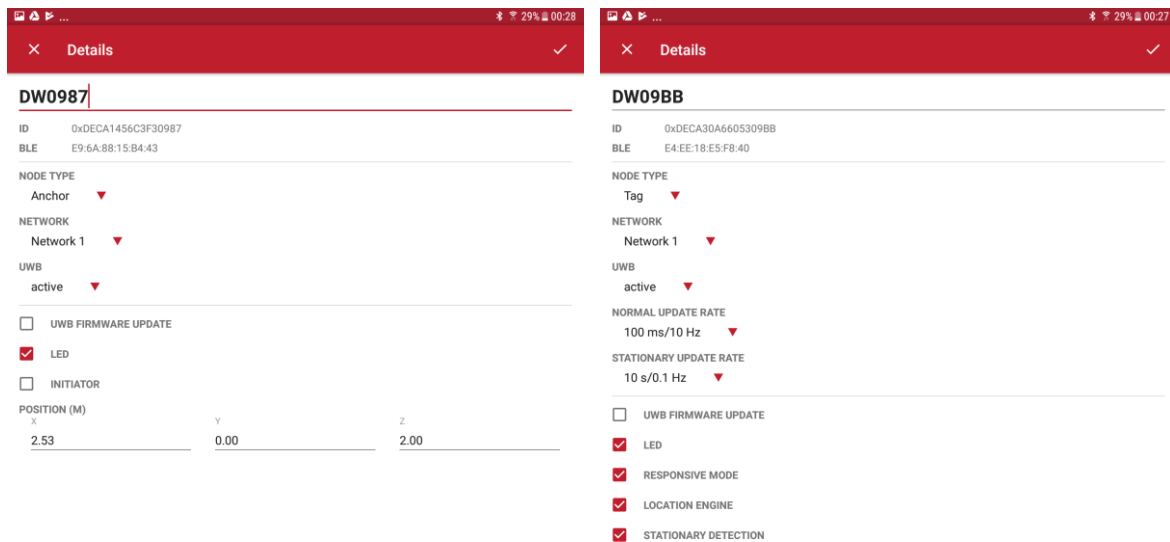 ... 29% 00:28
Details
DW0987
ID 0xDECA1456C3F30987
BLE E9:6A:88:15:B4:43
NODE TYPE
Anchor
NETWORK
Network 1
UWB
active
UWB FIRMWARE UPDATE
LED
INITIATOR
POSITION (M)
X Y Z
2.53 0.00 2.00
... 29% 00:27
Details
DW09BB
ID 0xDECA30A6605309BB
BLE E4:EE:18:E5:F8:40
NODE TYPE
Tag
NETWORK
Network 1
UWB
active
NORMAL UPDATE RATE
100 ms/10 Hz
STATIONARY UPDATE RATE
10 s/0.1 Hz
UWB FIRMWARE UPDATE
LED
RESPONSIVE MODE
LOCATION ENGINE
STATIONARY DETECTION